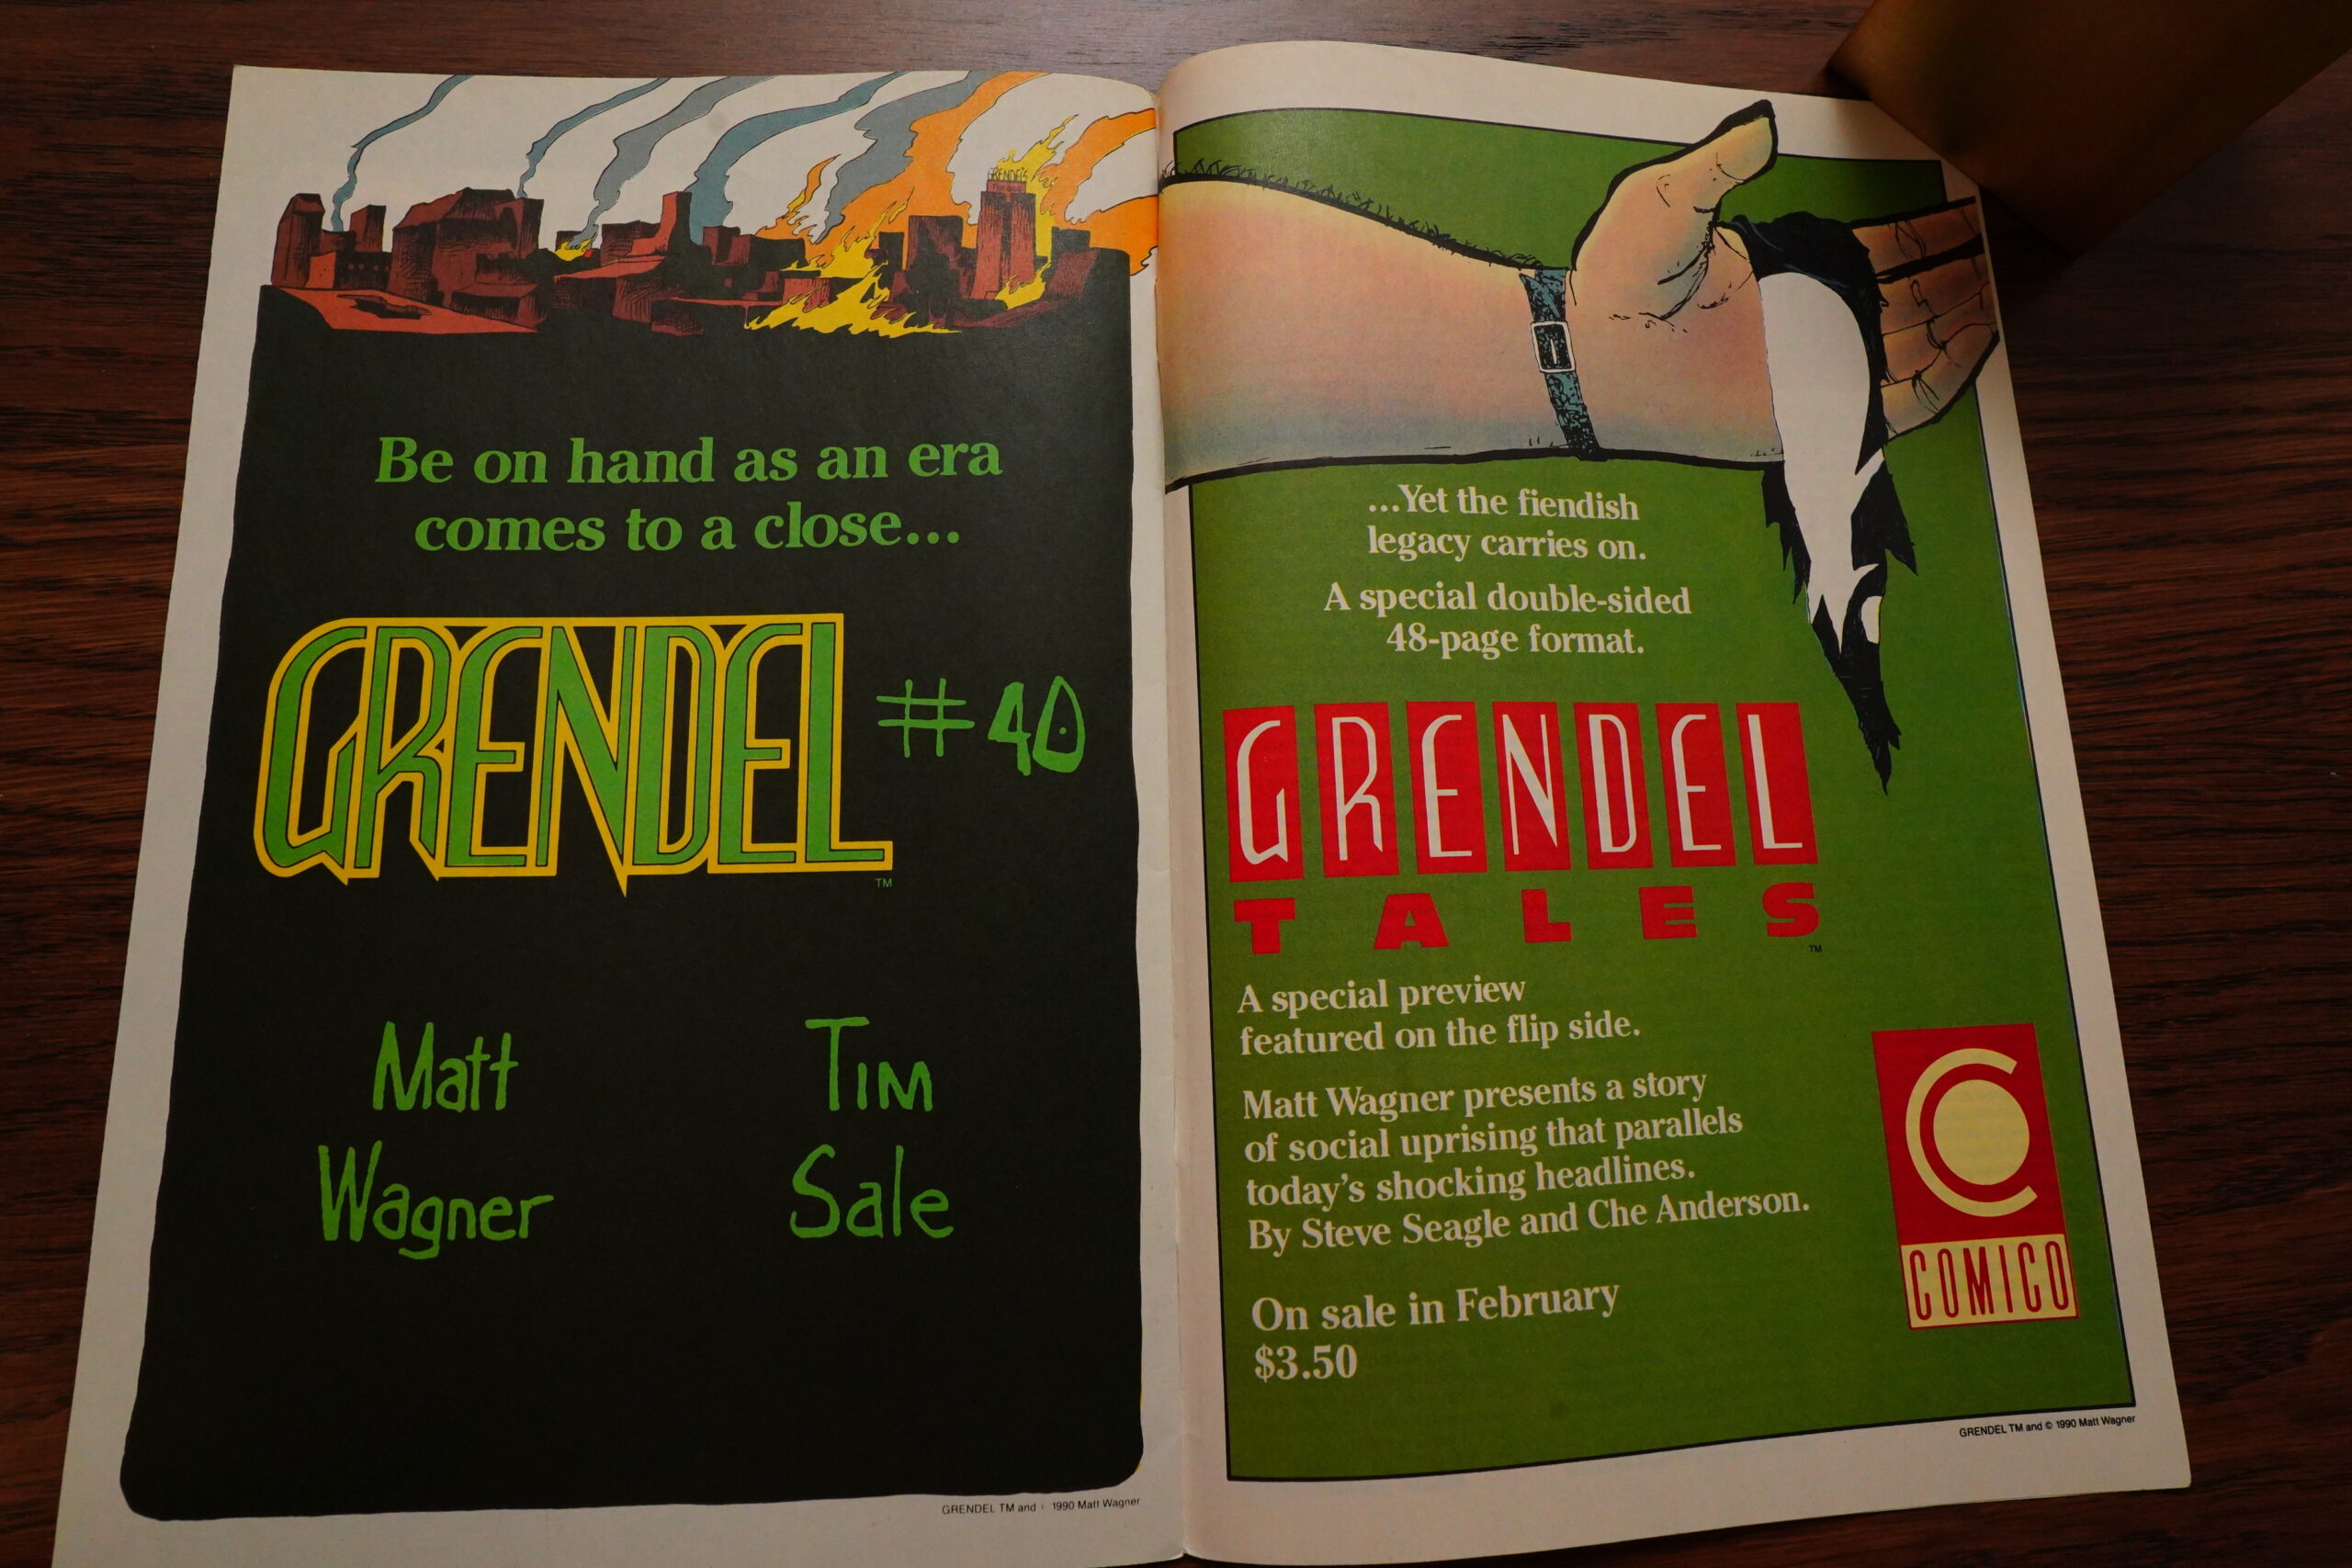 Be on hand as an era
comes to a close...
GRENDEL #40
TM
Matt
Wagner
Tim
Sale
GRENDEL TM and 1990 Matt Wagner
...Yet the fiendish
legacy carries on.
A special double-sided
48-page format.
GRENDEL
TALES
TM
A special preview
featured on the flip side.
Matt Wagner presents a story
of social uprising that parallels
today's shocking headlines.
By Steve Seagle and Che Anderson.
On sale in February
$3.50
C
COMICO
GRENDEL TM and © 1990 Matt Wagner